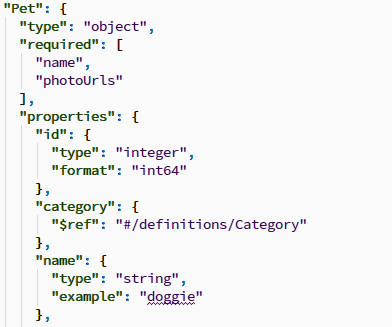 "Pet": {
"type": "object",
"required": [
"name",
"photoUrls"
],
"properties": {
"id": {
"type": "integer",
"format": "int64"
},
"category": {
"$ref": "#/definitions/Category"
},
"name": {
"type": "string",
"example": "doggie"
},